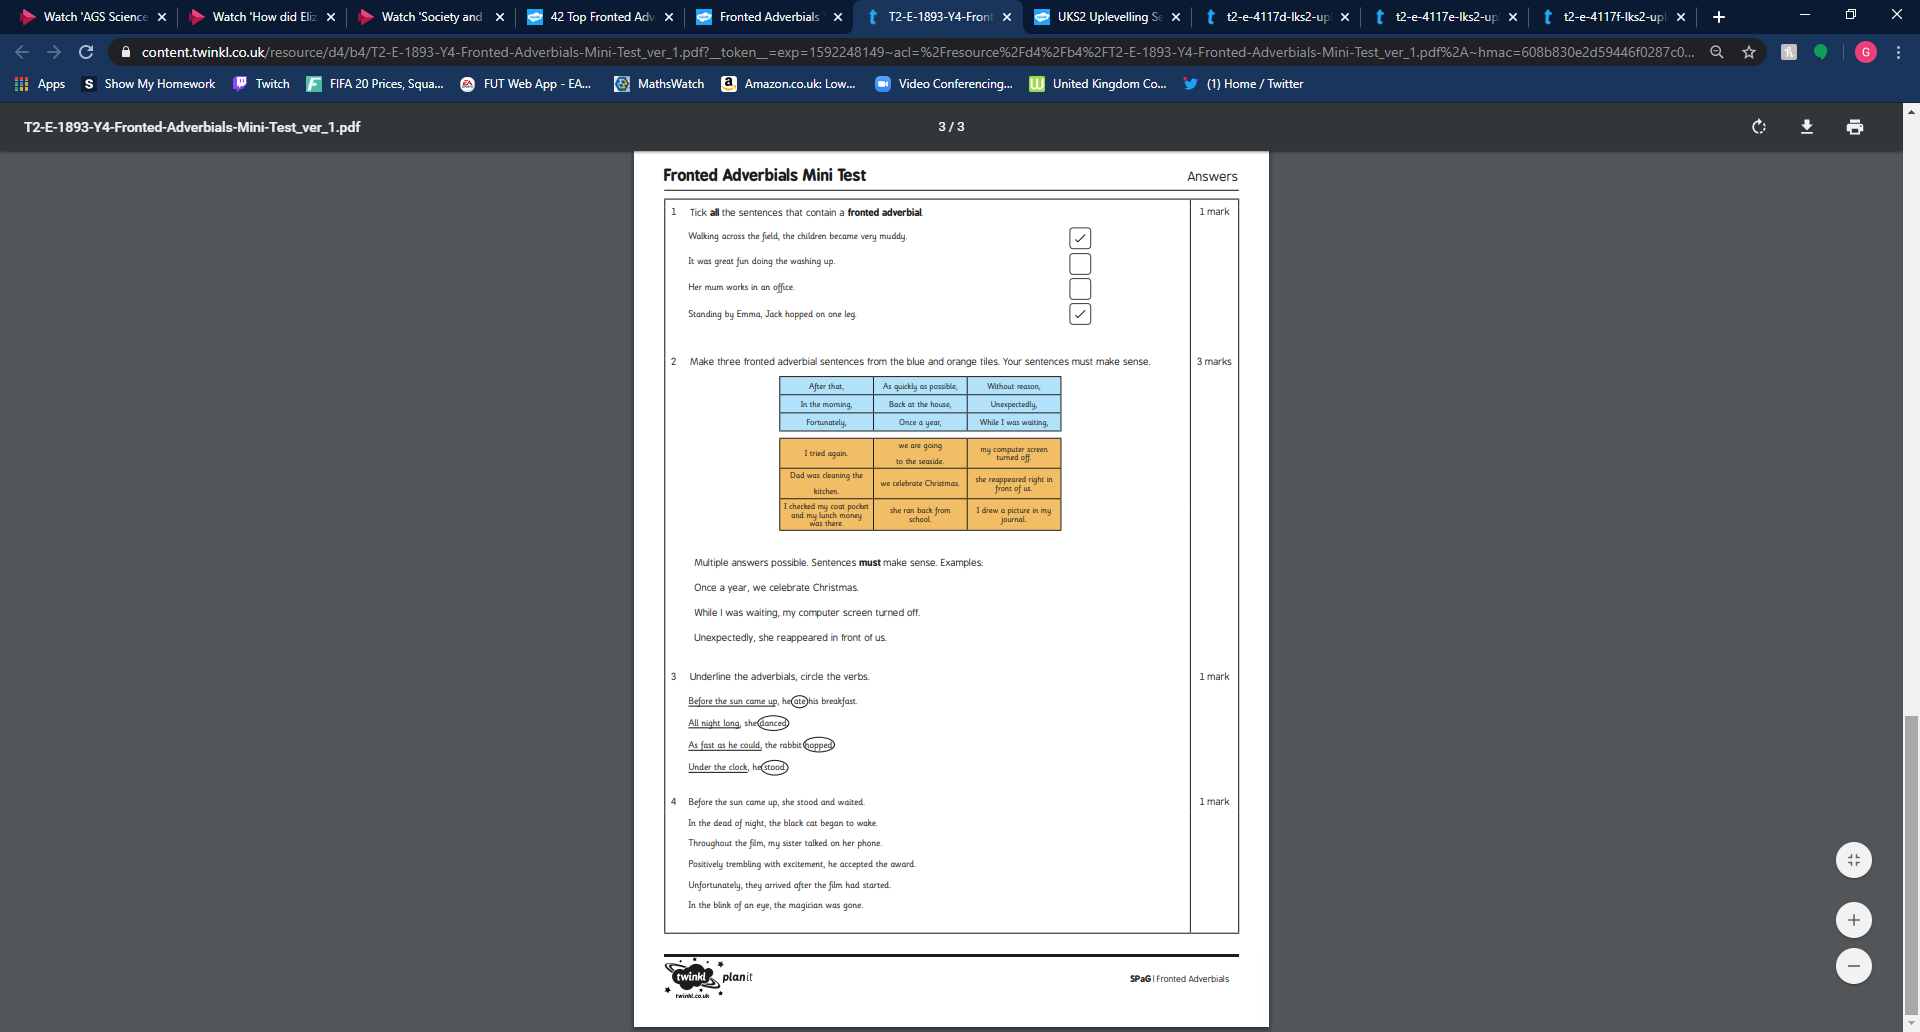 Watch 'AGS Science
Watch 'How did Eliz
Watch 'Society and
42 Top Fronted Adv
Fronted Adverbials
T2-E-1893-Y4-Front
UKS2 Uplevelling Se
t2-e-4117d-lks2-up
t2-e-4117e-lks2-up
t2-e-4117f-lks2-upl
content.twinkl.co.uk/resource/d4/b4/T2-E-1893-Y4-Fronted-Adverbials-Mini-Test_ver_1.pdf?__token__=exp=1592248149~acl=%2Fresource%2Fd4%2Fb4%2FT2-E-1893-Y4-Fronted-Adverbials-Mini-Test_ver_1.pdf%2A~hmac=608b830e2d59446f0287c0...
G
Apps
S Show My Homework
Twitch
FIFA 20 Prices, Squa...
FUT Web App - EA...
MathsWatch
Amazon.co.uk: Low...
Video Conferencing...
United Kingdom Co...
(1) Home / Twitter
T2-E-1893-Y4-Fronted-Adverbials-Mini-Test_ver_1.pdf
3 / 3
Fronted Adverbials Mini Test
Answers
1 Tick all the sentences that contain a fronted adverbial. 1 mark
Walking across the field, the children became very muddy.
It was great fun doing the washing up.
Her mum works in an office.
Standing by Emma, Jack hopped on one leg.
2 Make three fronted adverbial sentences from the blue and orange tiles. Your sentences must make sense. 3 marks
After that, As quickly as possible, Without reason,
In the morning, Back at the house, Unexpectedly,
Fortunately, Once a year, While I was waiting,
I tried again.
we are going
to the seaside.
my computer screen
turned off.
Dad was cleaning the
kitchen.
we celebrate Christmas.
she reappeared right in
front of us.
I checked my coat pocket
and my lunch money
was there.
she ran back from
school.
I drew a picture in my
journal.
Multiple answers possible. Sentences must make sense. Examples:
Once a year, we celebrate Christmas.
While I was waiting, my computer screen turned off.
Unexpectedly, she reappeared in front of us.
3 Underline the adverbials, circle the verbs. 1 mark
Before the sun came up, he ate his breakfast.
All night long, she danced.
As fast as he could, the rabbit hopped.
Under the clock, he stood.
4 Before the sun came up, she stood and waited. 1 mark
In the dead of night, the black cat began to wake.
Throughout the film, my sister talked on her phone.
Positively trembling with excitement, he accepted the award.
Unfortunately, they arrived after the film had started.
In the blink of an eye, the magician was gone.
twinkl planit
twinkl.co.uk
SPaG | Fronted Adverbials